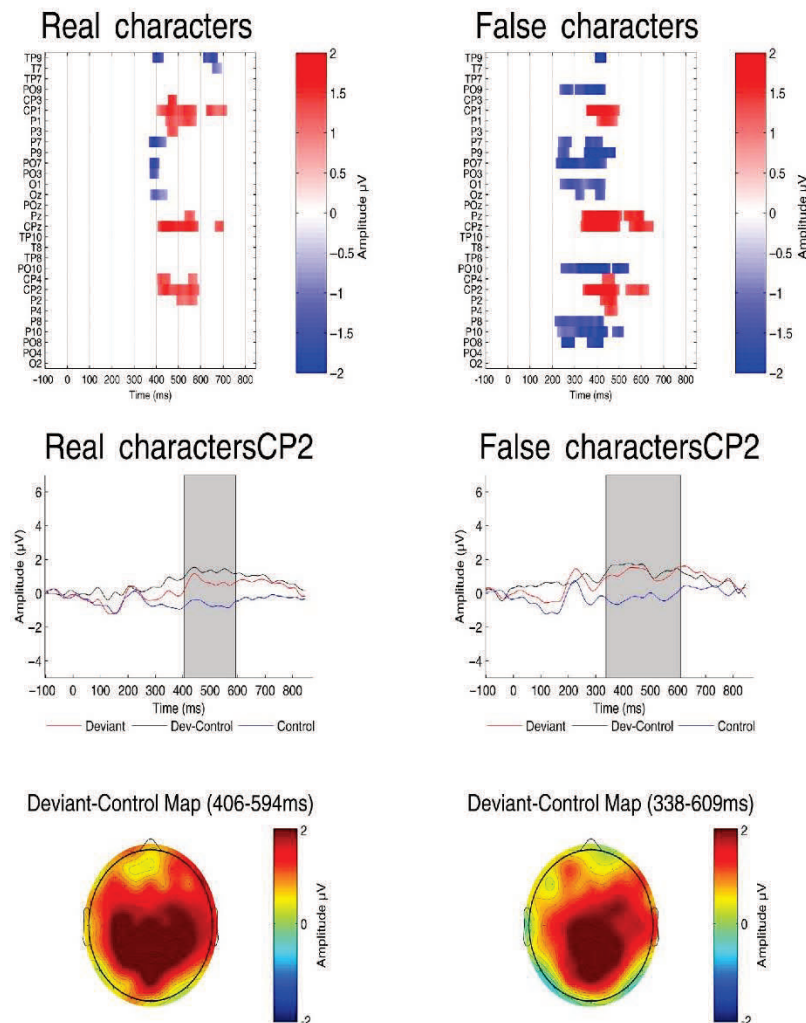 Real characters
TP9
T7
TP7
PO9
CP3
CP1
P1
P3
P7
P9
PO7
PO3
O1
Oz
POz
Pz
CPz
TP10
T8
TP8
PO10
CP4
CP2
P2
P4
P8
P10
PO8
PO4
O2
-100 0 100 200 300 400 500 600 700 800
Time (ms)
2
1.5
1
0.5
0
-0.5
-1
-1.5
-2
Amplitude µV
False characters
TP9
T7
TP7
PO9
CP3
CP1
P1
P3
P7
P9
PO7
PO3
O1
Oz
POz
Pz
CPz
TP10
T8
TP8
PO10
CP4
CP2
P2
P4
P8
P10
PO8
PO4
O2
-100 0 100 200 300 400 500 600 700 800
Time (ms)
2
1.5
1
0.5
0
-0.5
-1
-1.5
-2
Amplitude µV
Real charactersCP2
Amplitude (µV)
6
4
2
0
-2
-4
-100 0 100 200 300 400 500 600 700 800
Time (ms)
Deviant Dev-Control Control
False charactersCP2
Amplitude (µV)
6
4
2
0
-2
-4
-100 0 100 200 300 400 500 600 700 800
Time (ms)
Deviant Dev-Control Control
Deviant-Control Map (406-594ms)
2
0
-2
Amplitude µV
Deviant-Control Map (338-609ms)
2
0
-2
Amplitude µV